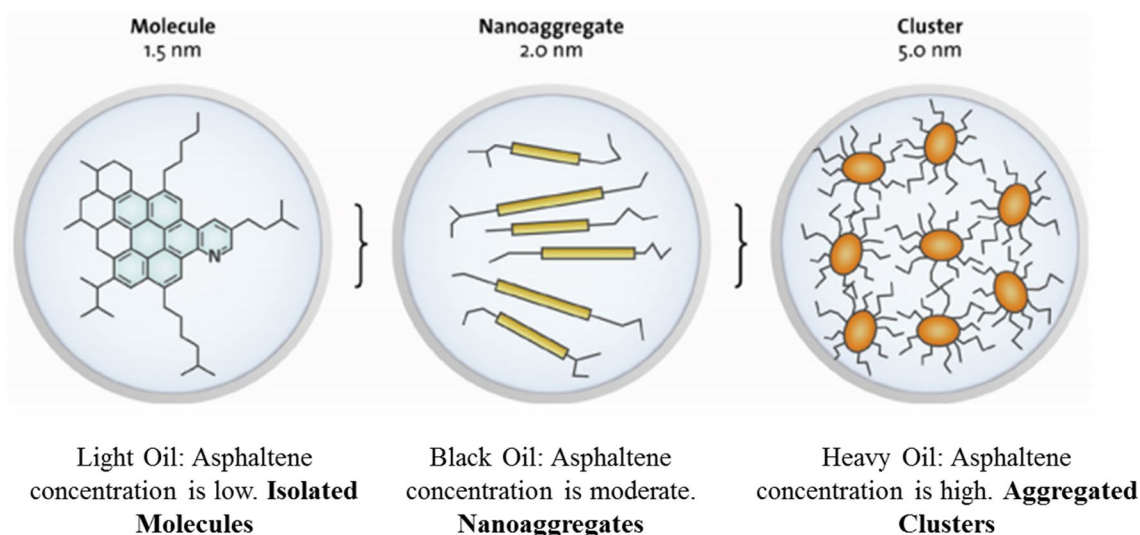 Molecule
1.5 nm
Nanoaggregate
2.0 nm
Cluster
5.0 nm
N
Light Oil: Asphaltene
concentration is low. Isolated
Molecules
Black Oil: Asphaltene
concentration is moderate.
Nanoaggregates
Heavy Oil: Asphaltene
concentration is high. Aggregated
Clusters